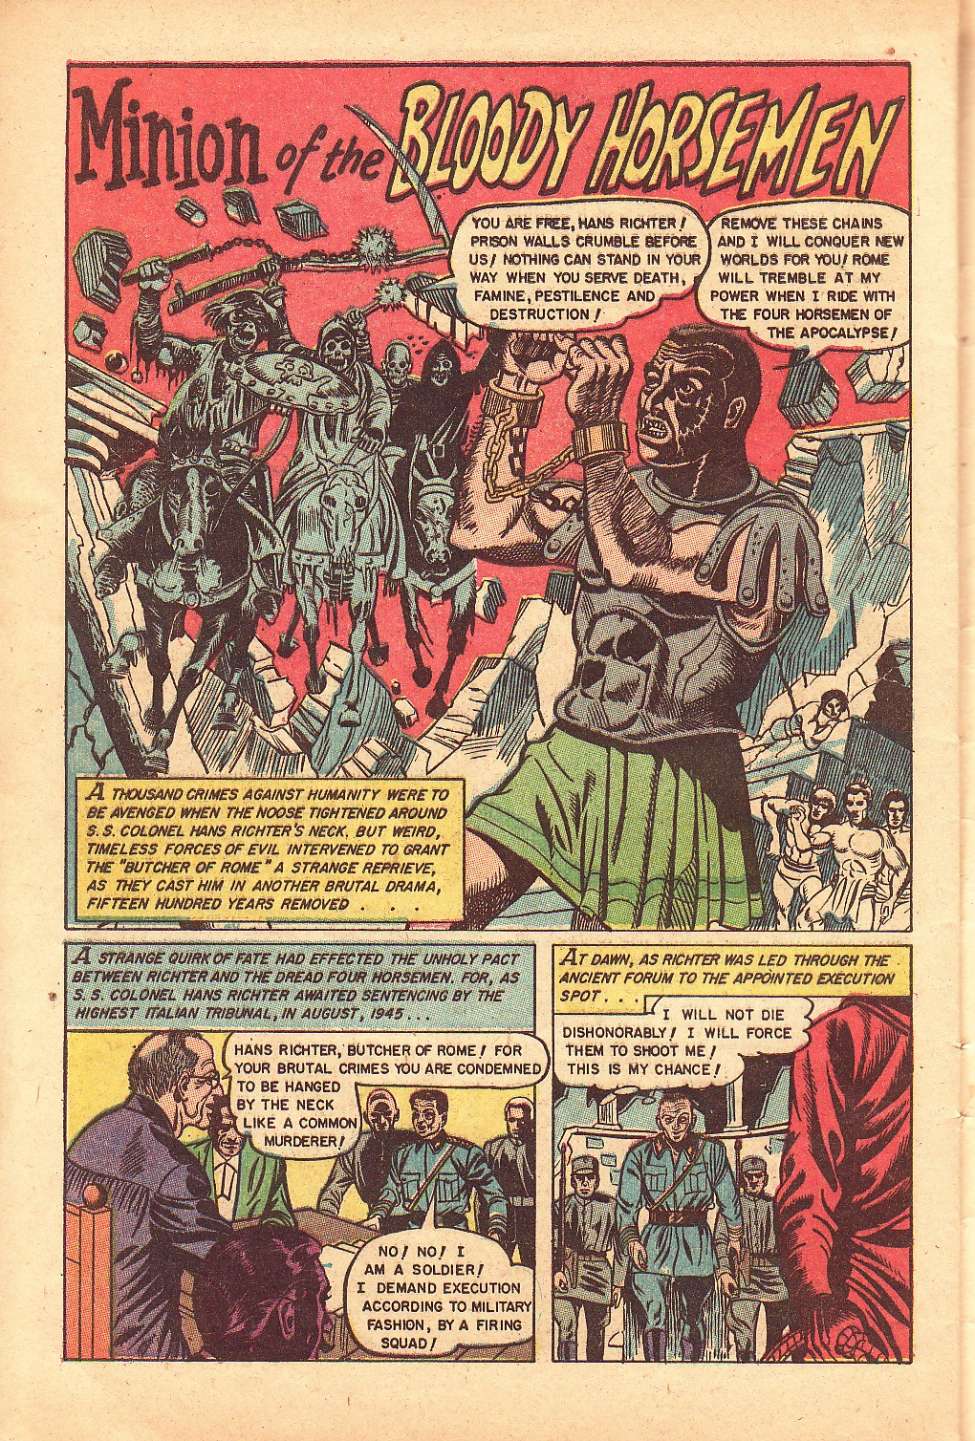 Minion of the BLOODY HORSEMEN
YOU ARE FREE, HANS RICHTER!
PRISON WALLS CRUMBLE BEFORE
US! NOTHING CAN STAND IN YOUR
WAY WHEN YOU SERVE DEATH,
FAMINE, PESTILENCE AND
DESTRUCTION!
REMOVE THESE CHAINS
AND I WILL CONQUER NEW
WORLDS FOR YOU! ROME
WILL TREMBLE AT MY
POWER WHEN I RIDE WITH
THE FOUR HORSEMEN OF
THE APOCALYPSE!
A THOUSAND CRIMES AGAINST HUMANITY WERE TO
BE AVENGED WHEN THE NOOSE TIGHTENED AROUND
S.S. COLONEL HANS RICHTER'S NECK. BUT WEIRD,
TIMELESS FORCES OF EVIL INTERVENED TO GRANT
THE "BUTCHER OF ROME" A STRANGE REPRIEVE,
AS THEY CAST HIM IN ANOTHER BRUTAL DRAMA,
FIFTEEN HUNDRED YEARS REMOVED . . .
A STRANGE QUIRK OF FATE HAD EFFECTED THE UNHOLY PACT
BETWEEN RICHTER AND THE DREAD FOUR HORSEMEN. FOR, AS
S.S. COLONEL HANS RICHTER AWAITED SENTENCING BY THE
HIGHEST ITALIAN TRIBUNAL, IN AUGUST, 1945...
HANS RICHTER, BUTCHER OF ROME! FOR
YOUR BRUTAL CRIMES YOU ARE CONDEMNED
TO BE HANGED
BY THE NECK
LIKE A COMMON
MURDERER!
NO! NO! I
AM A SOLDIER!
I DEMAND EXECUTION
ACCORDING TO MILITARY
FASHION, BY A FIRING
SQUAD!
AT DAWN, AS RICHTER WAS LED THROUGH THE
ANCIENT FORUM TO THE APPOINTED EXECUTION
SPOT . . .
I WILL NOT DIE
DISHONORABLY! I WILL FORCE
THEM TO SHOOT ME!
THIS IS MY CHANCE!